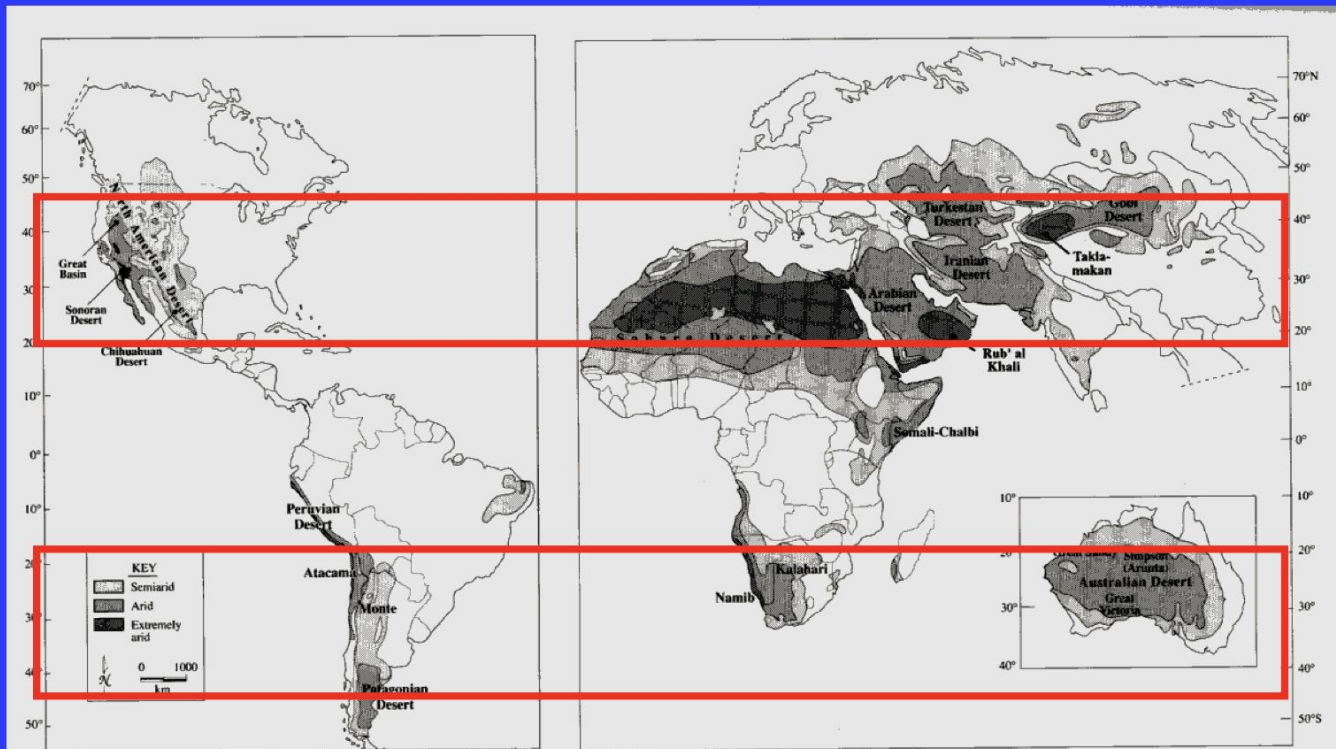 70°
60°
50°
40°
30°
20°
10°
0°
10°
20°
30°
40°
50°
North American Desert
Great
Basin
Sonoran
Desert
Chihuahuan
Desert
Peruvian
Desert
Atacama
Monte
Patagonian
Desert
KEY
Semiarid
Arid
Extremely
arid
N
0 1000
km
70°N
60°
50°
40°
30°
20°
10°
0°
10°
20°
30°
40°
50°S
Turkestan
Desert
Gobi
Desert
Takla-
makan
Iranian
Desert
Arabian
Desert
Sahara Desert
Rub' al
Khali
Somali-Chalbi
Namib
Kalahari
10°
20°
30°
40°
Great Sandy
Simpson
(Arunta)
Australian Desert
Great
Victoria